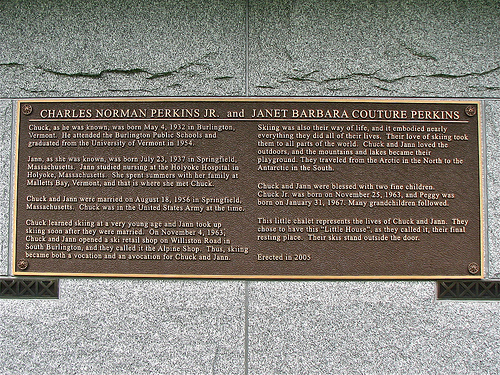 CHARLES NORMAN PERKINS JR. and JANET BARBARA COUTURE PERKINS
Chuck, as he was known, was born May 4, 1932 in Burlington,
Vermont. He attended the Burlington Public Schools and
graduated from the University of Vermont in 1954.
Jann, as she was known, was born July 23, 1937 in Springfield,
Massachusetts. Jann studied nursing at the Holyoke Hospital in
Holyoke, Massachusetts. She spent summers with her family at
Malletts Bay, Vermont, and that is where she met Chuck.
Chuck and Jann were married on August 18, 1956 in Springfield,
Massachusetts. Chuck was in the United States Army at the time.
Chuck learned skiing at a very young age and Jann took up
skiing soon after they were married. On November 4, 1963,
Chuck and Jann opened a ski retail shop on Williston Road in
South Burlington, and they called it the Alpine Shop. Thus, skiing
became both a vocation and an avocation for Chuck and Jann.
Skiing was also their way of life, and it embodied nearly
everything they did all of their lives. Their love of skiing took
them to all parts of the world. Chuck and Jann loved the
outdoors, and the mountains and lakes became their
playground. They traveled from the Arctic in the North to the
Antarctic in the South.
Chuck and Jann were blessed with two fine children.
Chuck Jr. was born on November 25, 1963, and Peggy was
born on January 31, 1967. Many grandchildren followed.
This little chalet represents the lives of Chuck and Jann. They
chose to have this "Little House", as they called it, their final
resting place. Their skis stand outside the door.
Erected in 2003